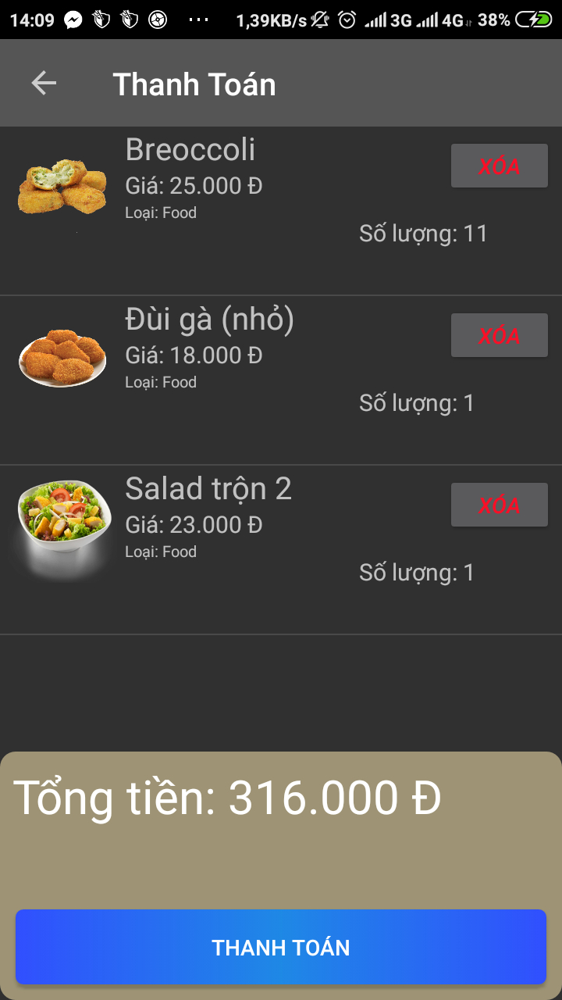 14:09 ... 1,39KB/s 3G 4G 38%
Thanh Toán
Breoccoli
XÓA
Giá: 25.000 Đ
Loại: Food
Số lượng: 11
Đùi gà (nhỏ)
XÓA
Giá: 18.000 Đ
Loại: Food
Số lượng: 1
Salad trộn 2
XÓA
Giá: 23.000 Đ
Loại: Food
Số lượng: 1
Tổng tiền: 316.000 Đ
THANH TOÁN